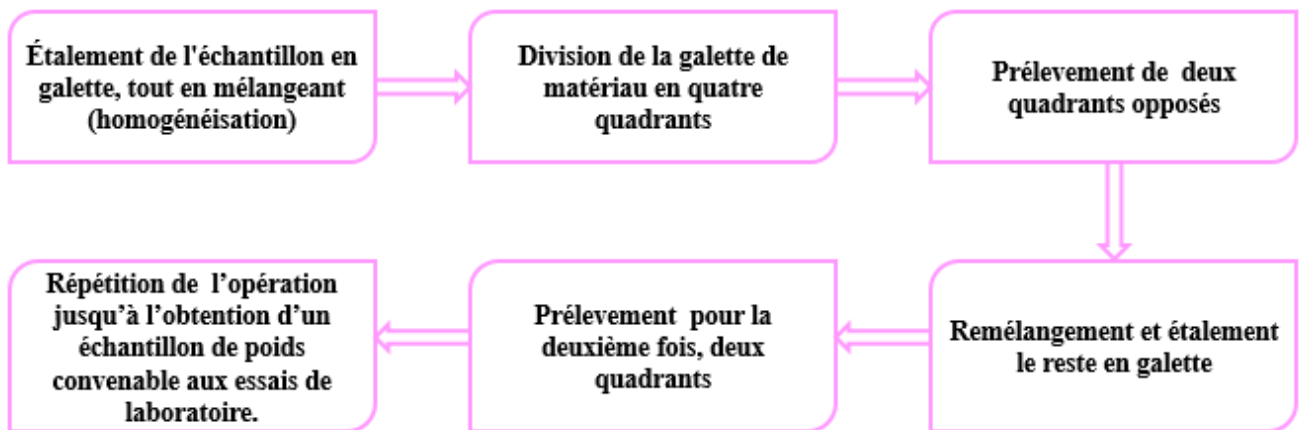 Étalement de l'échantillon en
galette, tout en mélangeant
(homogénéisation)
Division de la galette de
matériau en quatre
quadrants
Prélevement de deux
quadrants opposés
Remélangement et étalement
le reste en galette
Prélevement pour la
deuxième fois, deux
quadrants
Répétition de l’opération
jusqu’à l’obtention d’un
échantillon de poids
convenable aux essais de
laboratoire.